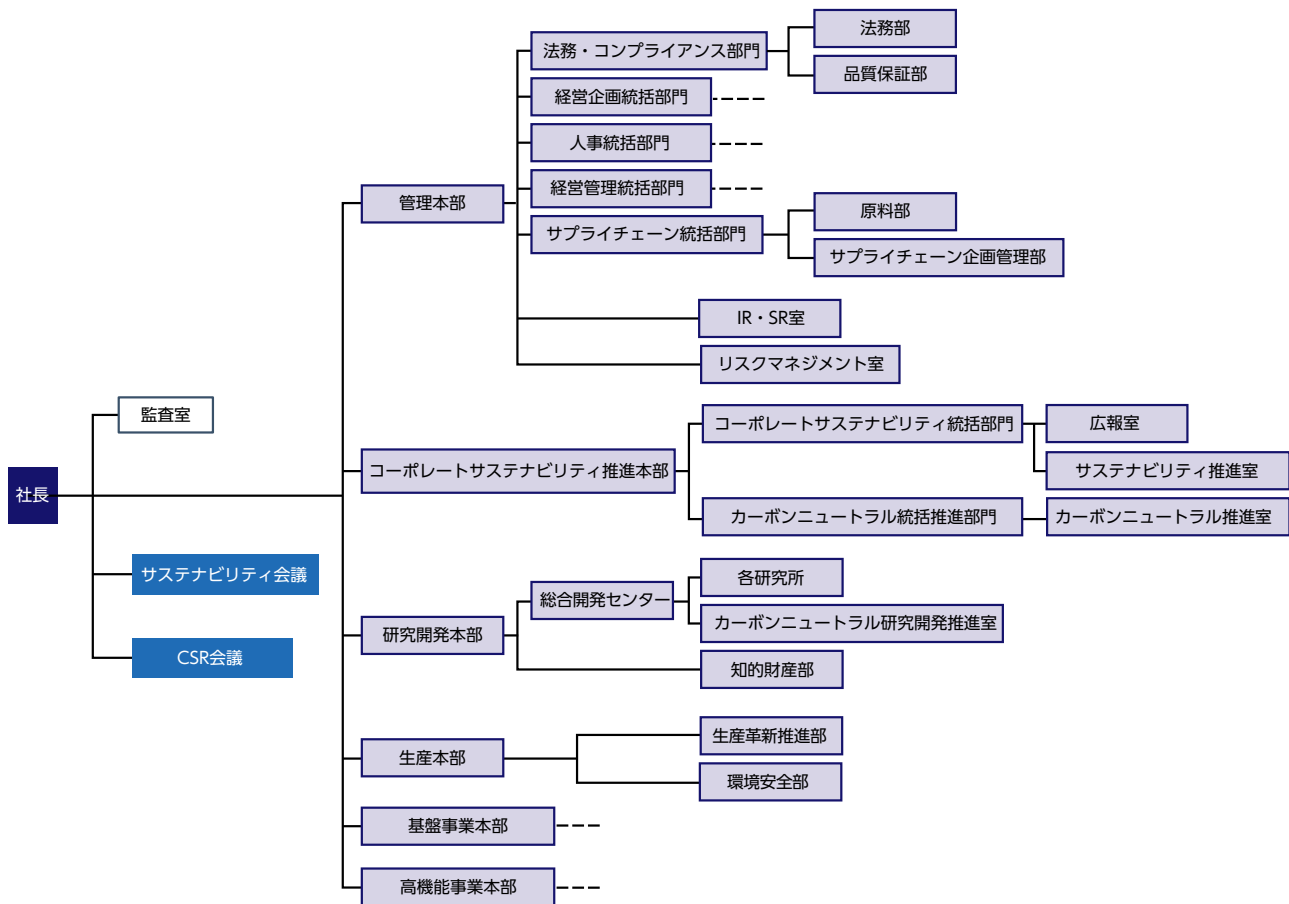 社長
監査室
サステナビリティ会議
CSR会議
管理本部
法務・コンプライアンス部門
法務部
品質保証部
経営企画統括部門
人事統括部門
経営管理統括部門
サプライチェーン統括部門
原料部
サプライチェーン企画管理部
IR・SR室
リスクマネジメント室
コーポレートサステナビリティ推進本部
コーポレートサステナビリティ統括部門
広報室
サステナビリティ推進室
カーボンニュートラル統括推進部門
カーボンニュートラル推進室
研究開発本部
総合開発センター
各研究所
カーボンニュートラル研究開発推進室
知的財産部
生産本部
生産革新推進部
環境安全部
基盤事業本部
高機能事業本部